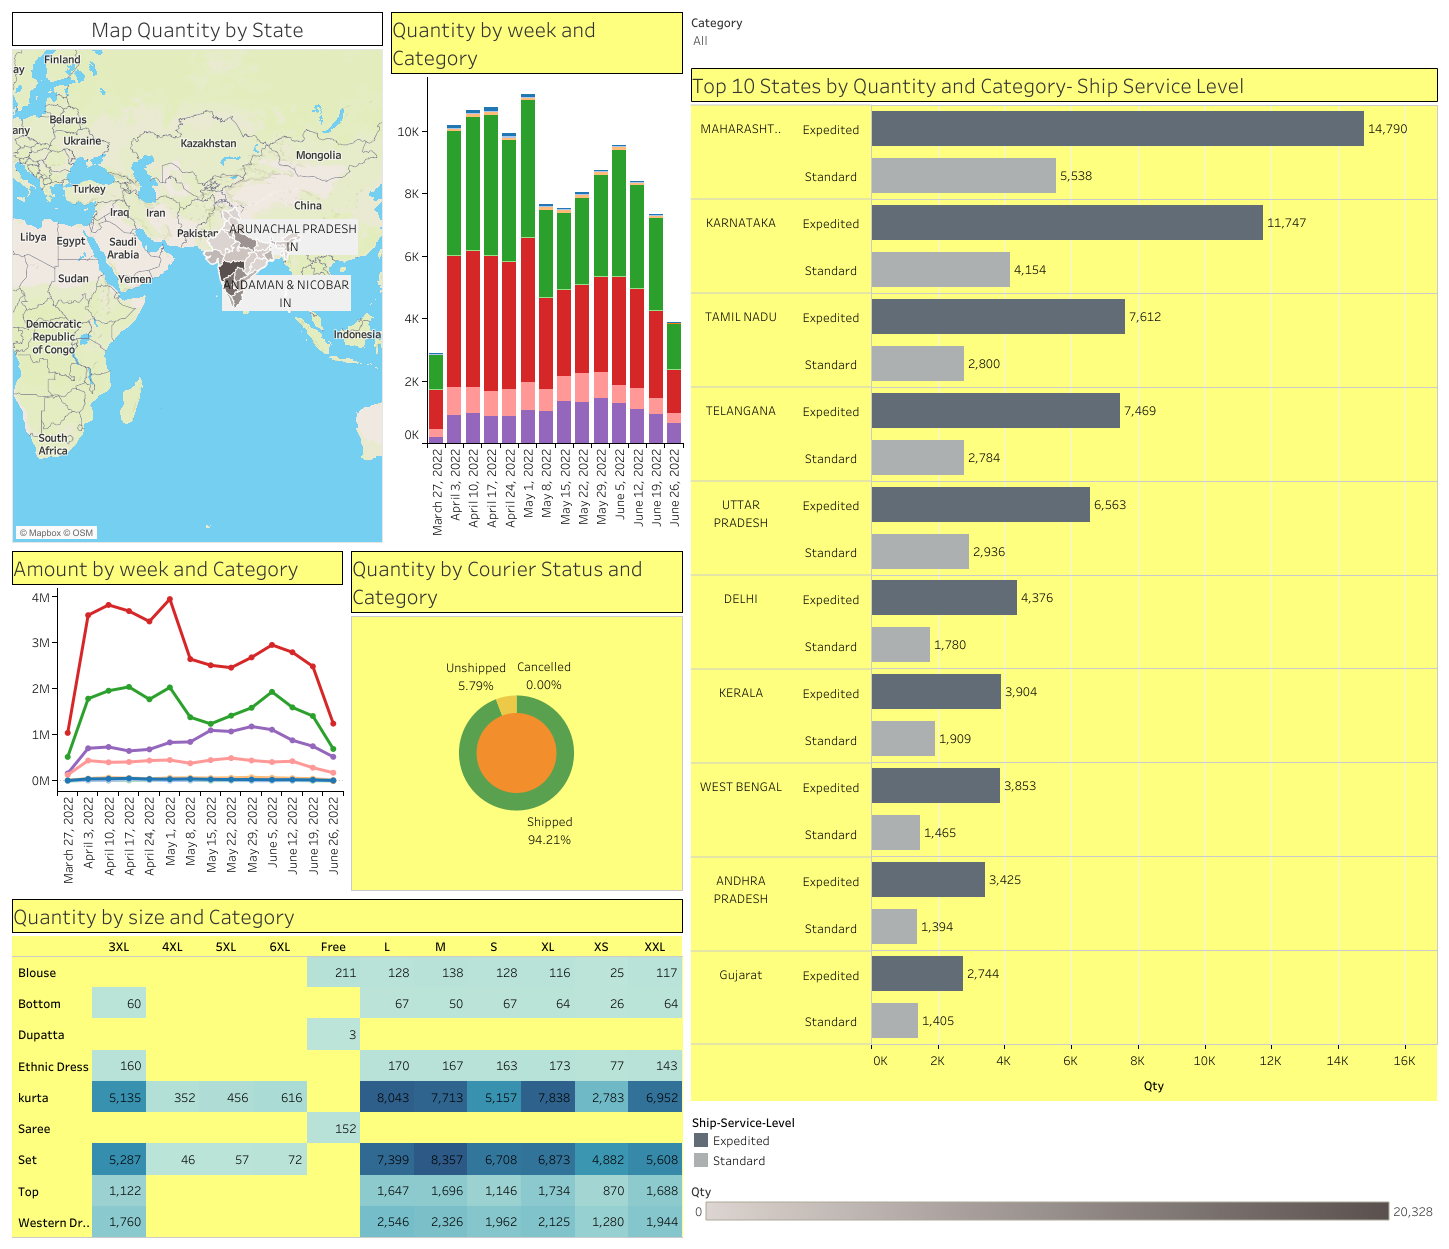 Map Quantity by State
Finland
ay
Belarus
any
Ukraine
Kazakhstan
Mongolia
Turkey
Iraq
Iran
China
Pakistan
ARUNACHAL PRADESH
IN
Libya
Egypt
Saudi
Arabia
Sudan
Yemen
ANDAMAN & NICOBAR
IN
Democratic
Republic
of Congo
Indonesia
South
Africa
© Mapbox © OSM
Quantity by week and
Category
10K
8K
6K
4K
2K
0K
March 27, 2022
April 3, 2022
April 10, 2022
April 17, 2022
April 24, 2022
May 1, 2022
May 8, 2022
May 15, 2022
May 22, 2022
May 29, 2022
June 5, 2022
June 12, 2022
June 19, 2022
June 26, 2022
Amount by week and Category
4M
3M
2M
1M
0M
March 27, 2022
April 3, 2022
April 10, 2022
April 17, 2022
April 24, 2022
May 1, 2022
May 8, 2022
May 15, 2022
May 22, 2022
May 29, 2022
June 5, 2022
June 12, 2022
June 19, 2022
June 26, 2022
Quantity by Courier Status and
Category
Unshipped
5.79%
Cancelled
0.00%
Shipped
94.21%
Quantity by size and Category
3XL 4XL 5XL 6XL Free L M S XL XS XXL
Blouse 211 128 138 128 116 25 117
Bottom 60 67 50 67 64 26 64
Dupatta 3
Ethnic Dress 160 170 167 163 173 77 143
kurta 5,135 352 456 616 8,043 7,713 5,157 7,838 2,783 6,952
Saree 152
Set 5,287 46 57 72 7,399 8,357 6,708 6,873 4,882 5,608
Top 1,122 1,647 1,696 1,146 1,734 870 1,688
Western Dr.. 1,760 2,546 2,326 1,962 2,125 1,280 1,944
Category
All
Top 10 States by Quantity and Category- Ship Service Level
MAHARASHT.. Expedited 14,790
Standard 5,538
KARNATAKA Expedited 11,747
Standard 4,154
TAMIL NADU Expedited 7,612
Standard 2,800
TELANGANA Expedited 7,469
Standard 2,784
UTTAR
PRADESH
Expedited 6,563
Standard 2,936
DELHI Expedited 4,376
Standard 1,780
KERALA Expedited 3,904
Standard 1,909
WEST BENGAL Expedited 3,853
Standard 1,465
ANDHRA
PRADESH
Expedited 3,425
Standard 1,394
Gujarat Expedited 2,744
Standard 1,405
0K 2K 4K 6K 8K 10K 12K 14K 16K
Qty
Ship-Service-Level
Expedited
Standard
Qty
0 20,328